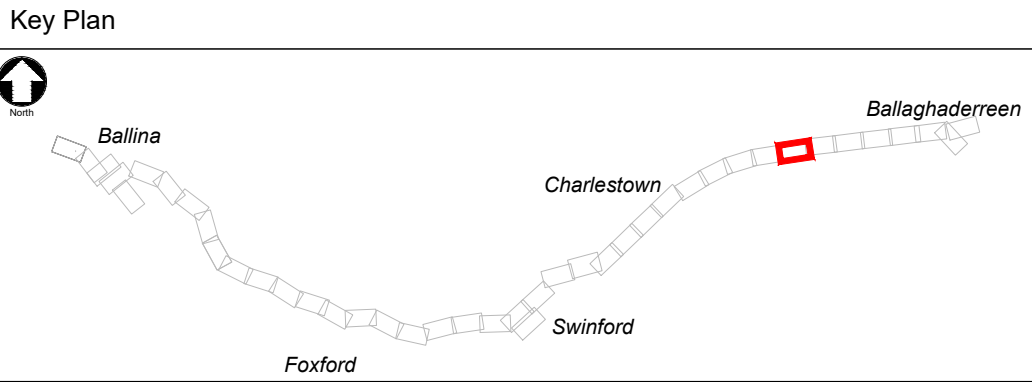 Key Plan
North
Ballina
Ballaghaderreen
Charlestown
Swinford
Foxford